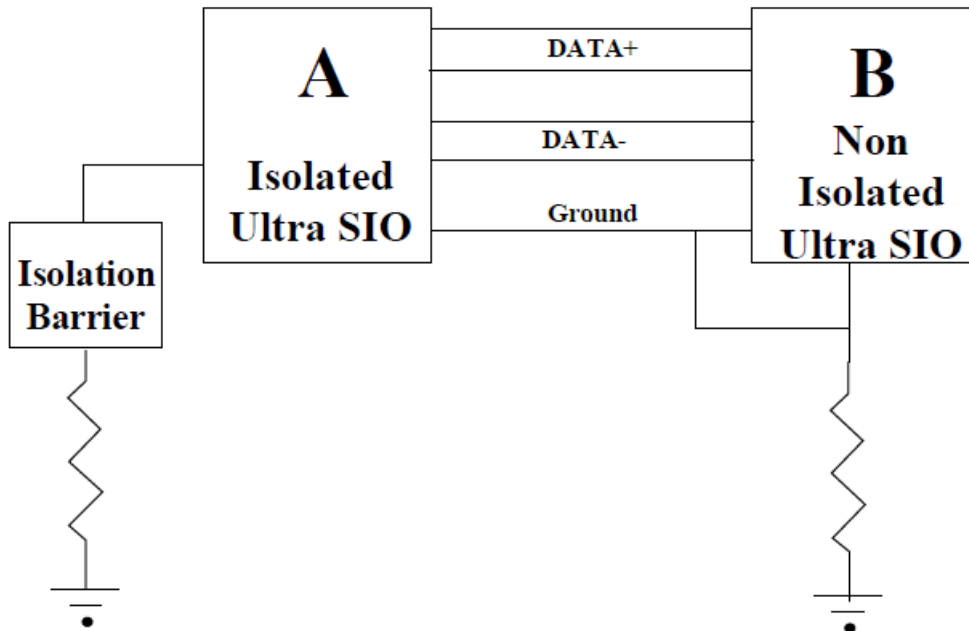 A
Isolated
Ultra SIO
DATA+
DATA-
Ground
B
Non
Isolated
Ultra SIO
Isolation
Barrier